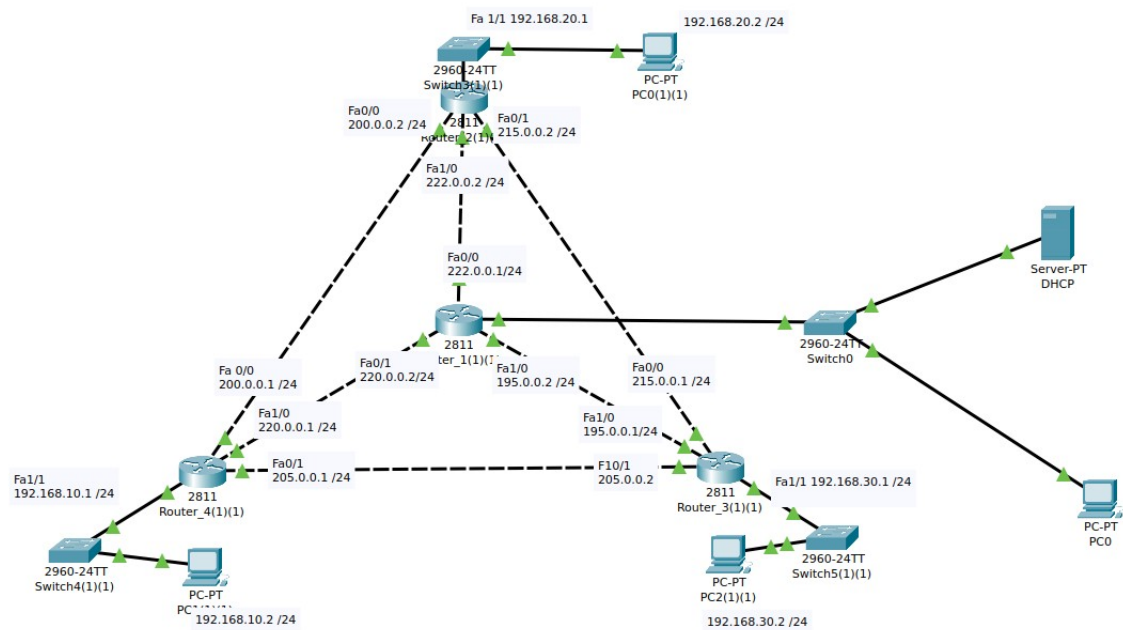 Fa 1/1 192.168.20.1
192.168.20.2 /24
2960-24TT
Switch3(1)(1)
PC-PT
PC0(1)(1)
Fa0/0
200.0.0.2 /24
2811
Fa0/1
215.0.0.2 /24
Fa1/0
222.0.0.2 /24
Fa0/0
222.0.0.1/24
Server-PT
DHCP
2811
2960-24TT
Switch0
Fa0/1
220.0.0.2/24
Fa1/0
195.0.0.2 /24
Fa0/0
215.0.0.1 /24
Fa 0/0
200.0.0.1 /24
Fa1/0
220.0.0.1 /24
Fa1/0
195.0.0.1/24
Fa0/1
205.0.0.1 /24
F10/1
205.0.0.2
Fa1/1
192.168.10.1 /24
2811
Router_4(1)(1)
2811
Router_3(1)(1)
Fa1/1 192.168.30.1 /24
PC-PT
PC0
2960-24TT
Switch4(1)(1)
PC-PT
192.168.10.2 /24
PC-PT
PC2(1)(1)
2960-24TT
Switch5(1)(1)
192.168.30.2 /24